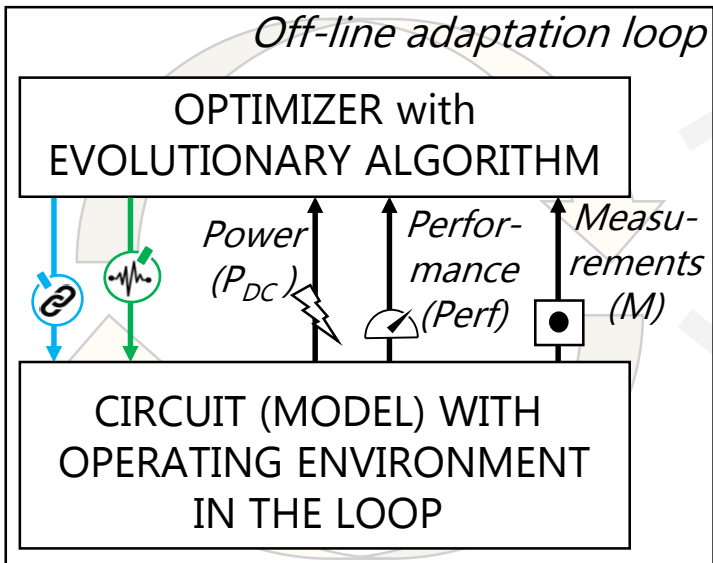 Off-line adaptation loop
OPTIMIZER with
EVOLUTIONARY ALGORITHM
Power
(P_DC)
Perfor-
mance
(Perf)
Measu-
rements
(M)
CIRCUIT (MODEL) WITH
OPERATING ENVIRONMENT
IN THE LOOP